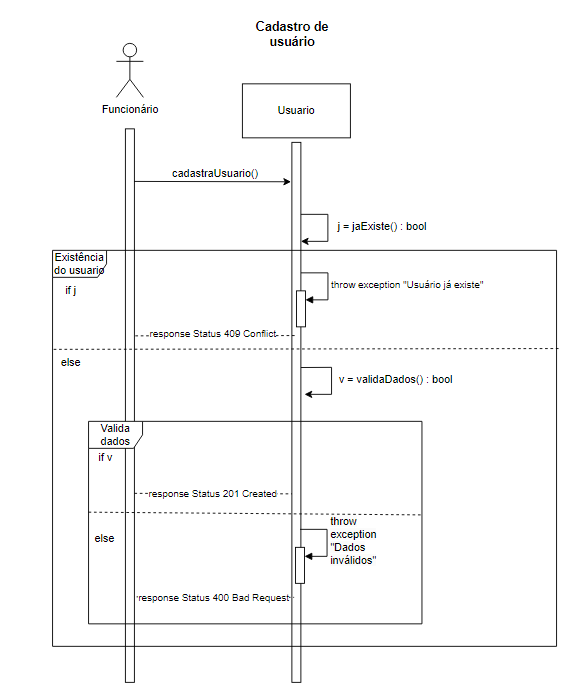 Cadastro de
usuário
Funcionário
Usuario
cadastraUsuario()
j = jaExiste() : bool
Existência
do usuario
if j
throw exception "Usuário já existe"
response Status 409 Conflict
else
v = validaDados() : bool
Valida
dados
if v
response Status 201 Created
else
throw
exception
"Dados
inválidos"
response Status 400 Bad Request